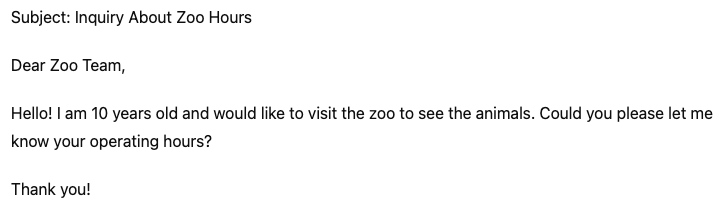 Subject: Inquiry About Zoo Hours
Dear Zoo Team,
Hello! I am 10 years old and would like to visit the zoo to see the animals. Could you please let me
know your operating hours?
Thank you!